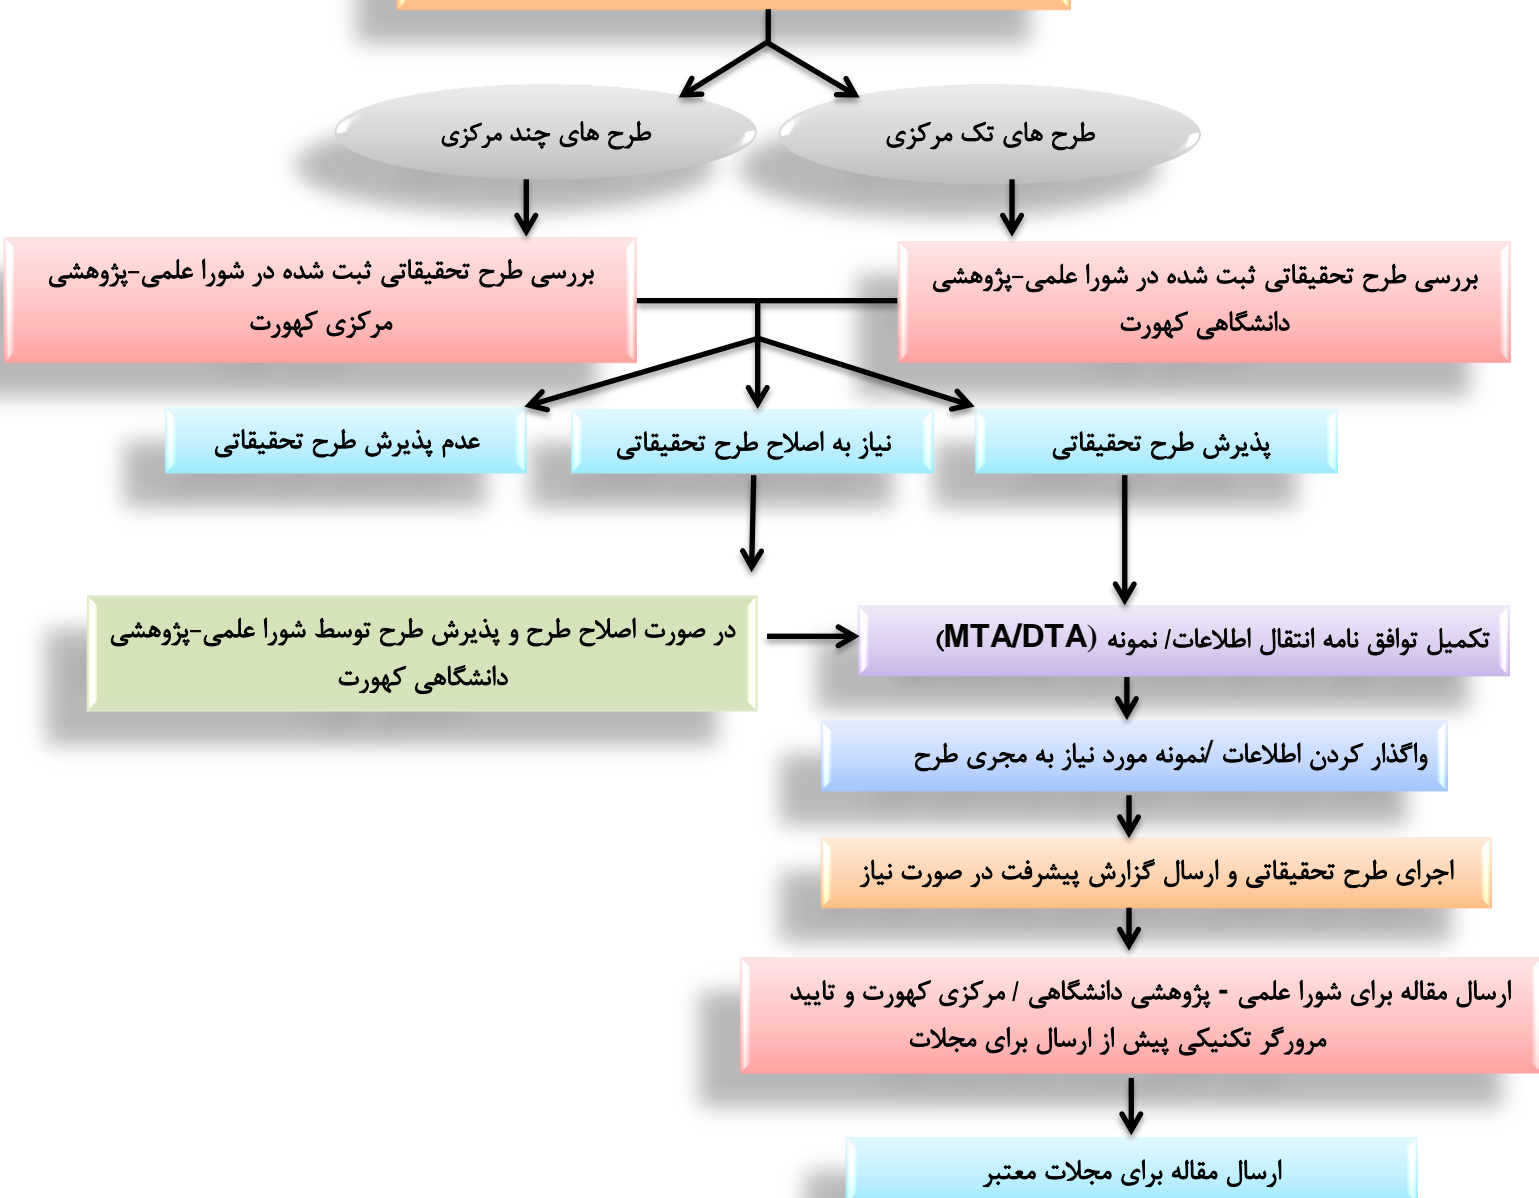 طرح های تک مرکزی
طرح های چند مرکزی
بررسی طرح تحقیقاتی ثبت شده در شورا علمی-پژوهشی
دانشگاهی کهورت
بررسی طرح تحقیقاتی ثبت شده در شورا علمی-پژوهشی
مرکزی کهورت
پذیرش طرح تحقیقاتی
نیاز به اصلاح طرح تحقیقاتی
عدم پذیرش طرح تحقیقاتی
در صورت اصلاح طرح و پذیرش طرح توسط شورا علمی-پژوهشی
دانشگاهی کهورت
تکمیل توافق نامه انتقال اطلاعات/ نمونه (MTA/DTA)
واگذار کردن اطلاعات /نمونه مورد نیاز به مجری طرح
اجرای طرح تحقیقاتی و ارسال گزارش پیشرفت در صورت نیاز
ارسال مقاله برای شورا علمی - پژوهشی دانشگاهی / مرکزی کهورت و تایید
مرورگر تکنیکی پیش از ارسال برای مجلات
ارسال مقاله برای مجلات معتبر